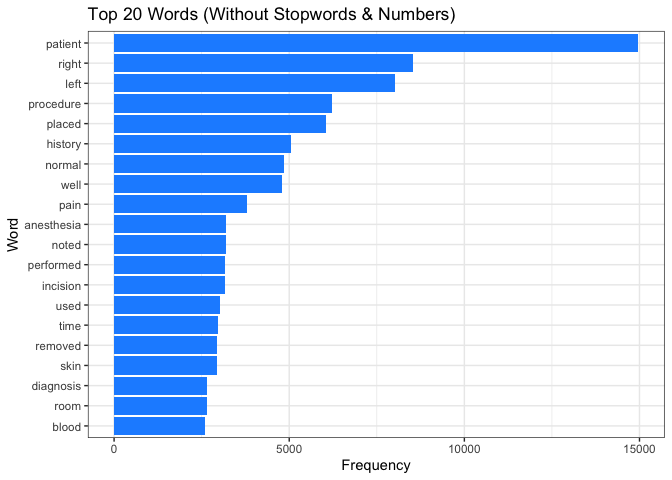 Top 20 Words (Without Stopwords & Numbers)
patient
right
left
procedure
placed
history
normal
well
pain
anesthesia
noted
performed
incision
used
time
removed
skin
diagnosis
room
blood
Word
0 5000 10000 15000
Frequency